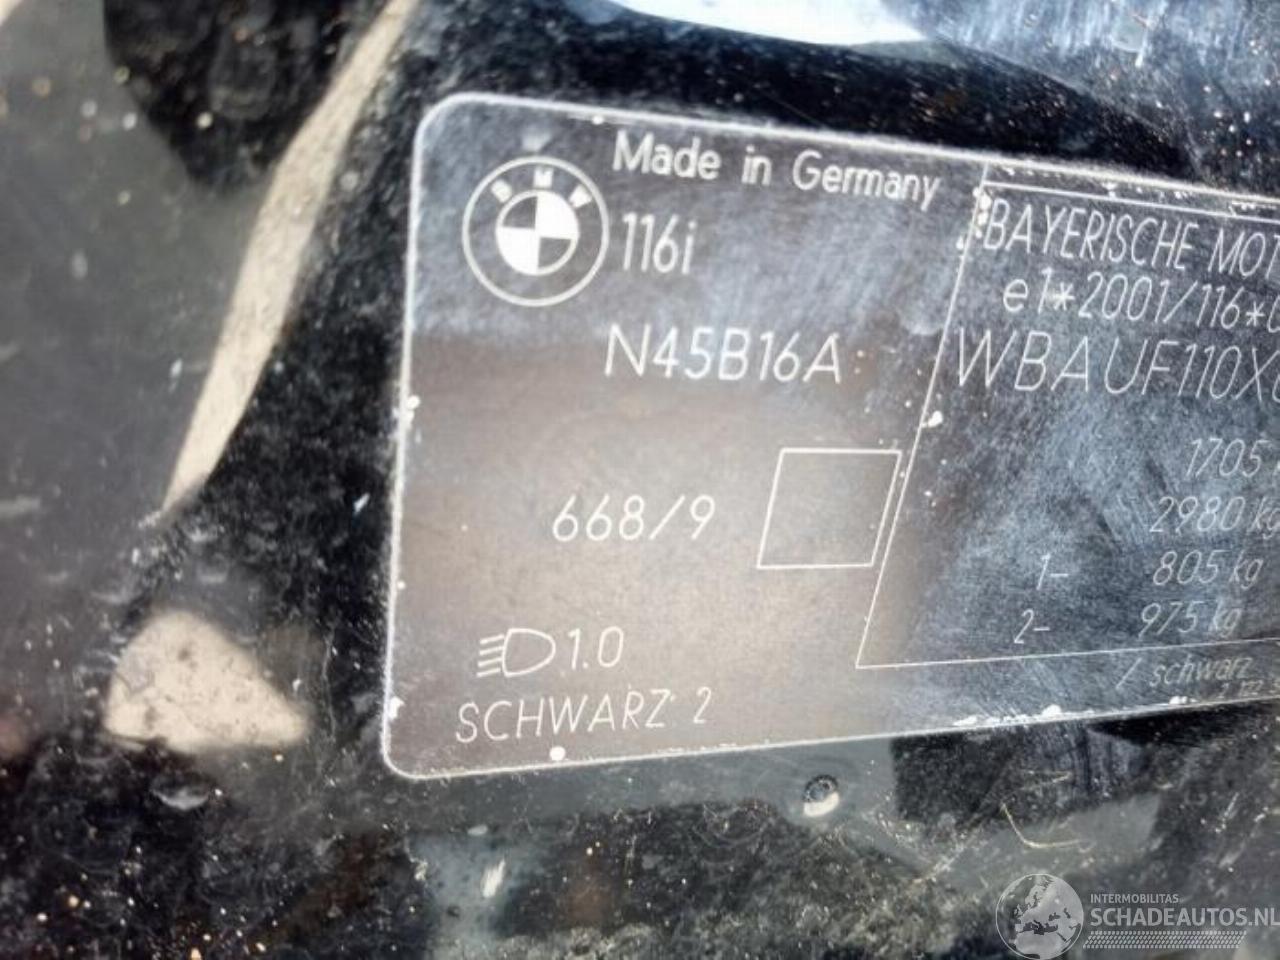 Made in Germany
BMW
116i
N45B16A
668/9
1.0
SCHWARZ 2
BAYERISCHE MOT
e1*2001/116*0
WBAUF110X
1705
2980 kg
1- 805 kg
2- 975 kg
/ schwarz
INTERMOBILITAS
SCHADEAUTOS.NL